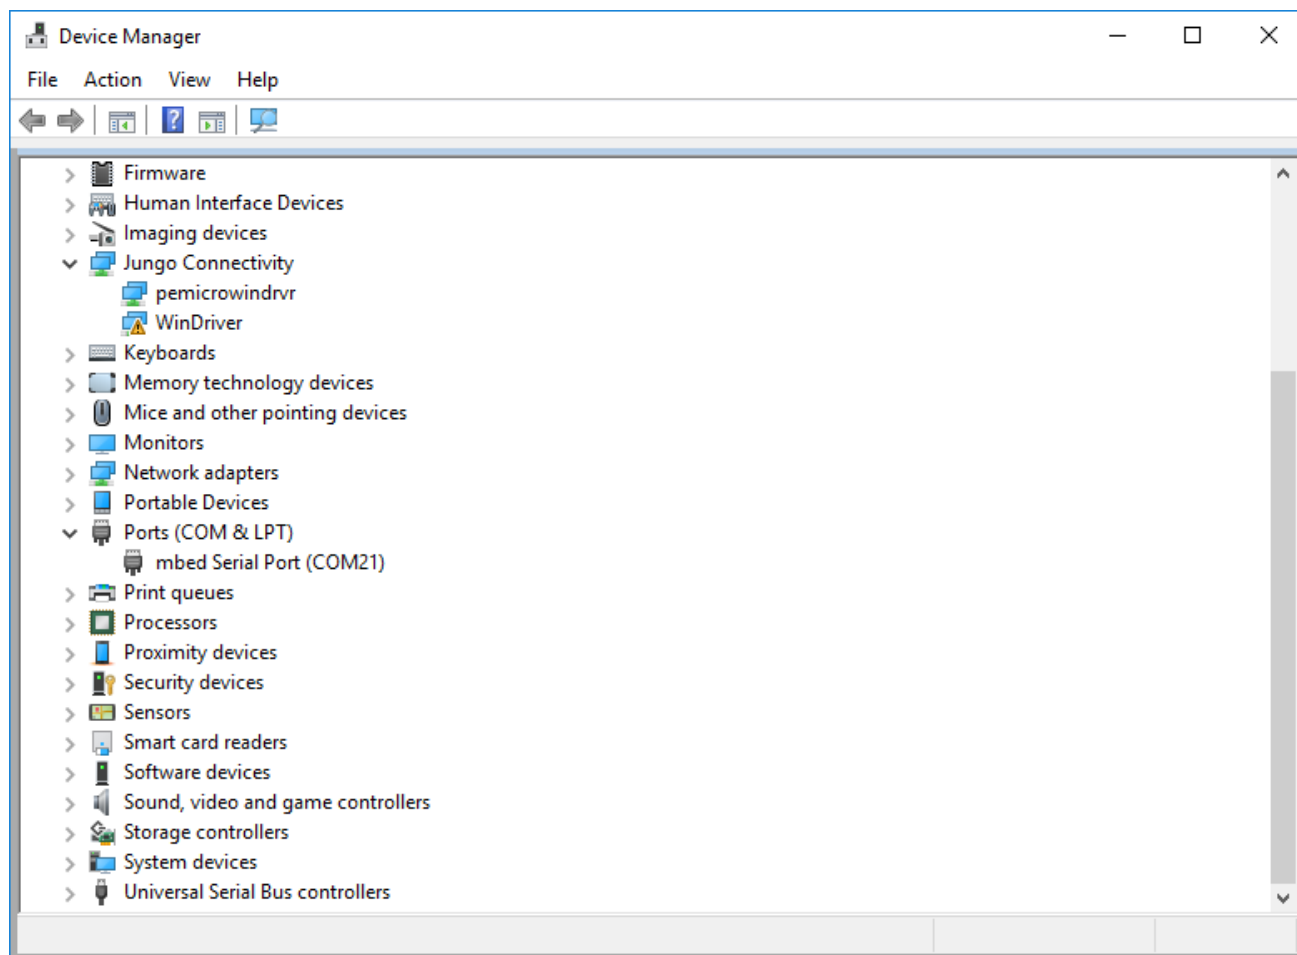 Device Manager
File Action View Help
?
Firmware
Human Interface Devices
Imaging devices
Jungo Connectivity
pemicrowindrvr
WinDriver
Keyboards
Memory technology devices
Mice and other pointing devices
Monitors
Network adapters
Portable Devices
Ports (COM & LPT)
mbed Serial Port (COM21)
Print queues
Processors
Proximity devices
Security devices
Sensors
Smart card readers
Software devices
Sound, video and game controllers
Storage controllers
System devices
Universal Serial Bus controllers